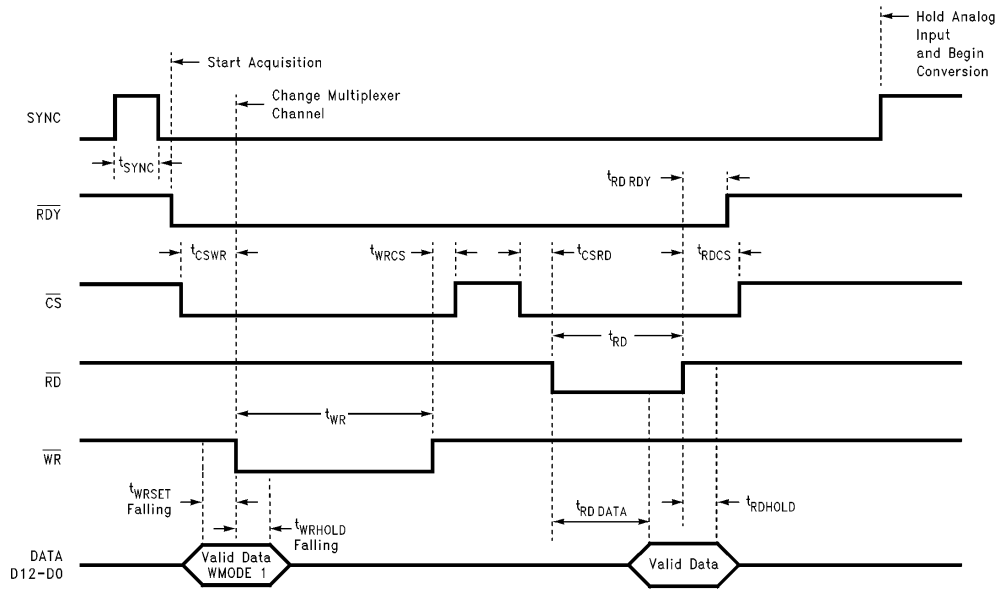 Hold Analog
Input
and Begin
Conversion
Start Acquisition
Change Multiplexer
Channel
SYNC
tSYNC
tRD RDY
RDY
tCSWR
tWRCS
tCSRD
tRDCS
CS
tRD
RD
tWR
WR
tWRSET
Falling
tWRHOLD
Falling
tRD DATA
tRDHOLD
DATA
D12-D0
Valid Data
WMODE 1
Valid Data